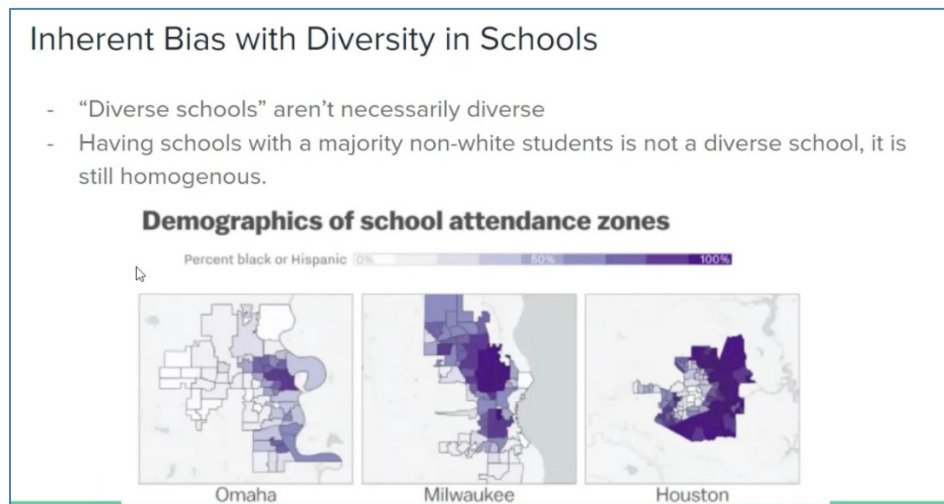 Inherent Bias with Diversity in Schools
- “Diverse schools” aren’t necessarily diverse
- Having schools with a majority non-white students is not a diverse school, it is
still homogenous.
Demographics of school attendance zones
Percent black or Hispanic 0% 50% 100%
Omaha Milwaukee Houston